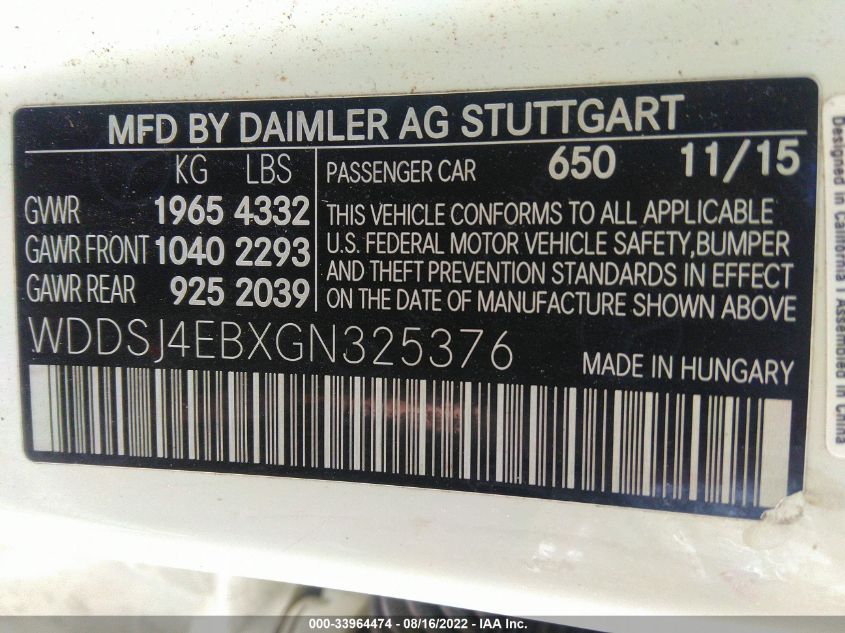 MFD BY DAIMLER AG STUTTGART
KG LBS
GVWR 1965 4332
GAWR FRONT 1040 2293
GAWR REAR 925 2039
PASSENGER CAR 650 11/15
THIS VEHICLE CONFORMS TO ALL APPLICABLE
U.S. FEDERAL MOTOR VEHICLE SAFETY,BUMPER
AND THEFT PREVENTION STANDARDS IN EFFECT
ON THE DATE OF MANUFACTURE SHOWN ABOVE
WDDSJ4EBXGN325376
MADE IN HUNGARY
Designed in California Assembled in China
000-33964474 - 08/16/2022 - IAA Inc.